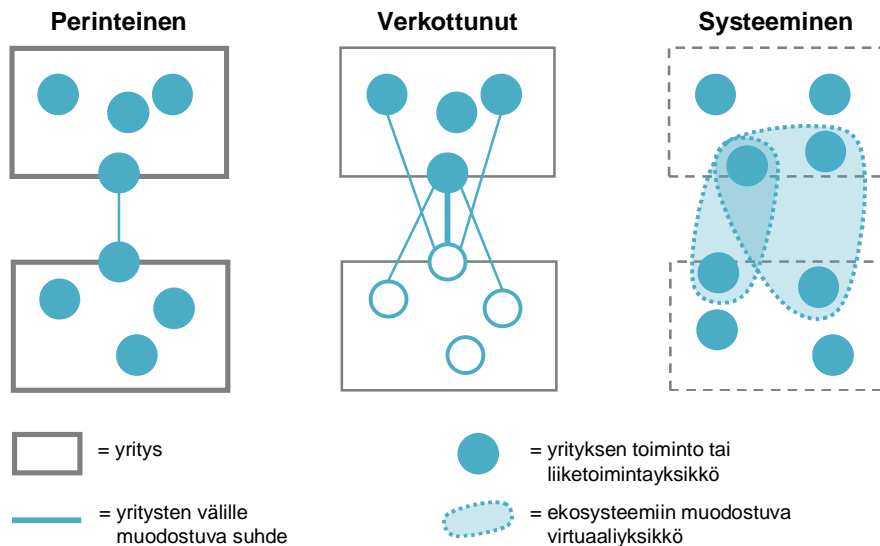 Perinteinen
Verkottunut
Systeeminen
= yritys
= yritysten välille
muodostuva suhde
= yrityksen toiminto tai
liiketoimintayksikkö
= ekosysteemiin muodostuva
virtuaaliyksikkö